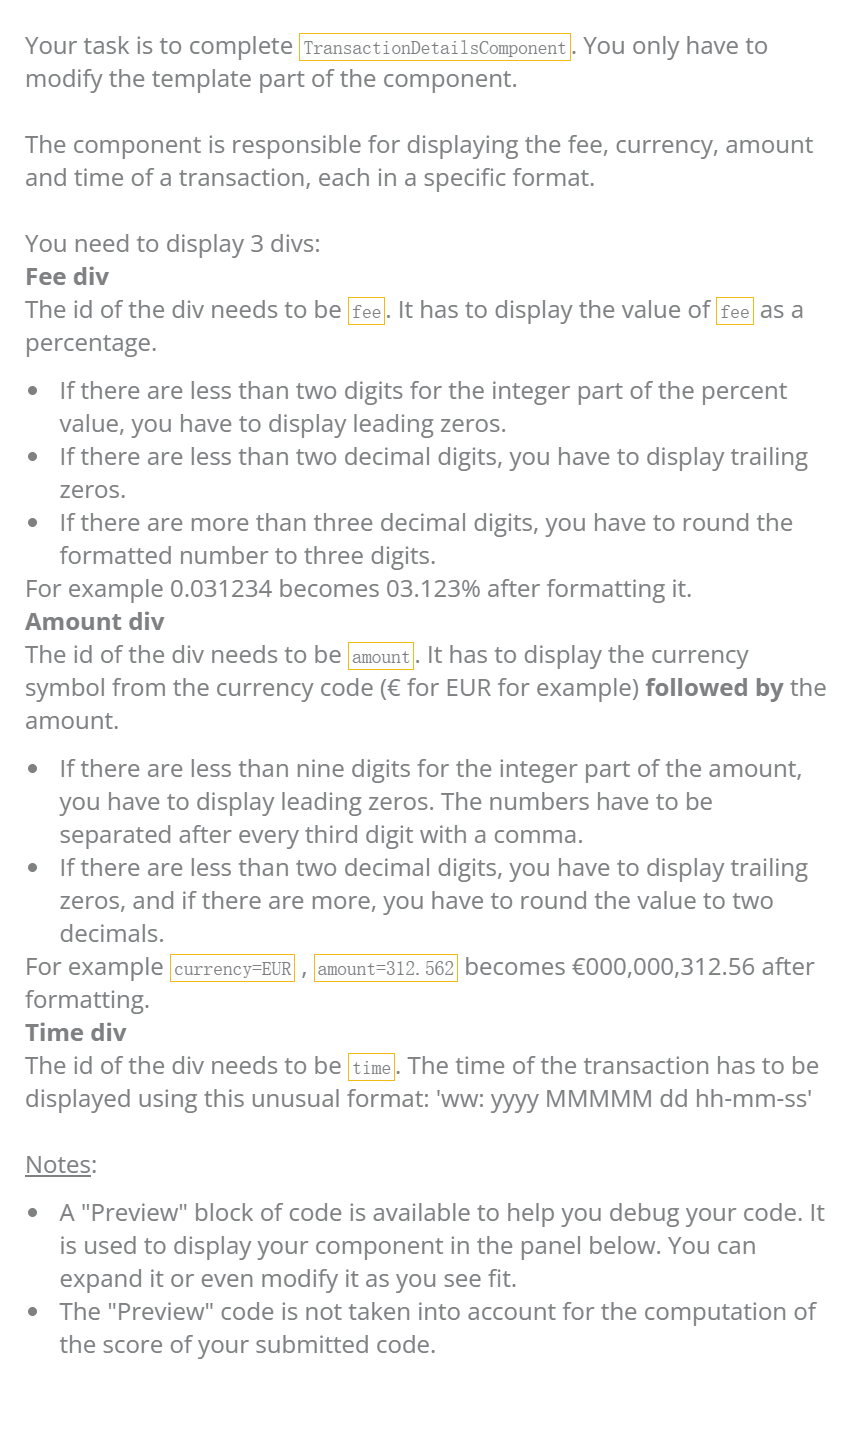 Your task is to complete TransactionDetailsComponent. You only have to
modify the template part of the component.
The component is responsible for displaying the fee, currency, amount
and time of a transaction, each in a specific format.
You need to display 3 divs:
Fee div
The id of the div needs to be fee. It has to display the value of fee as a
percentage.
• If there are less than two digits for the integer part of the percent
value, you have to display leading zeros.
• If there are less than two decimal digits, you have to display trailing
zeros.
• If there are more than three decimal digits, you have to round the
formatted number to three digits.
For example 0.031234 becomes 03.123% after formatting it.
Amount div
The id of the div needs to be amount. It has to display the currency
symbol from the currency code (€ for EUR for example) followed by the
amount.
• If there are less than nine digits for the integer part of the amount,
you have to display leading zeros. The numbers have to be
separated after every third digit with a comma.
• If there are less than two decimal digits, you have to display trailing
zeros, and if there are more, you have to round the value to two
decimals.
For example currency=EUR , amount=312.562 becomes €000,000,312.56 after
formatting.
Time div
The id of the div needs to be time. The time of the transaction has to be
displayed using this unusual format: 'ww: yyyy MMMMM dd hh-mm-ss'
Notes:
• A "Preview" block of code is available to help you debug your code. It
is used to display your component in the panel below. You can
expand it or even modify it as you see fit.
• The "Preview" code is not taken into account for the computation of
the score of your submitted code.